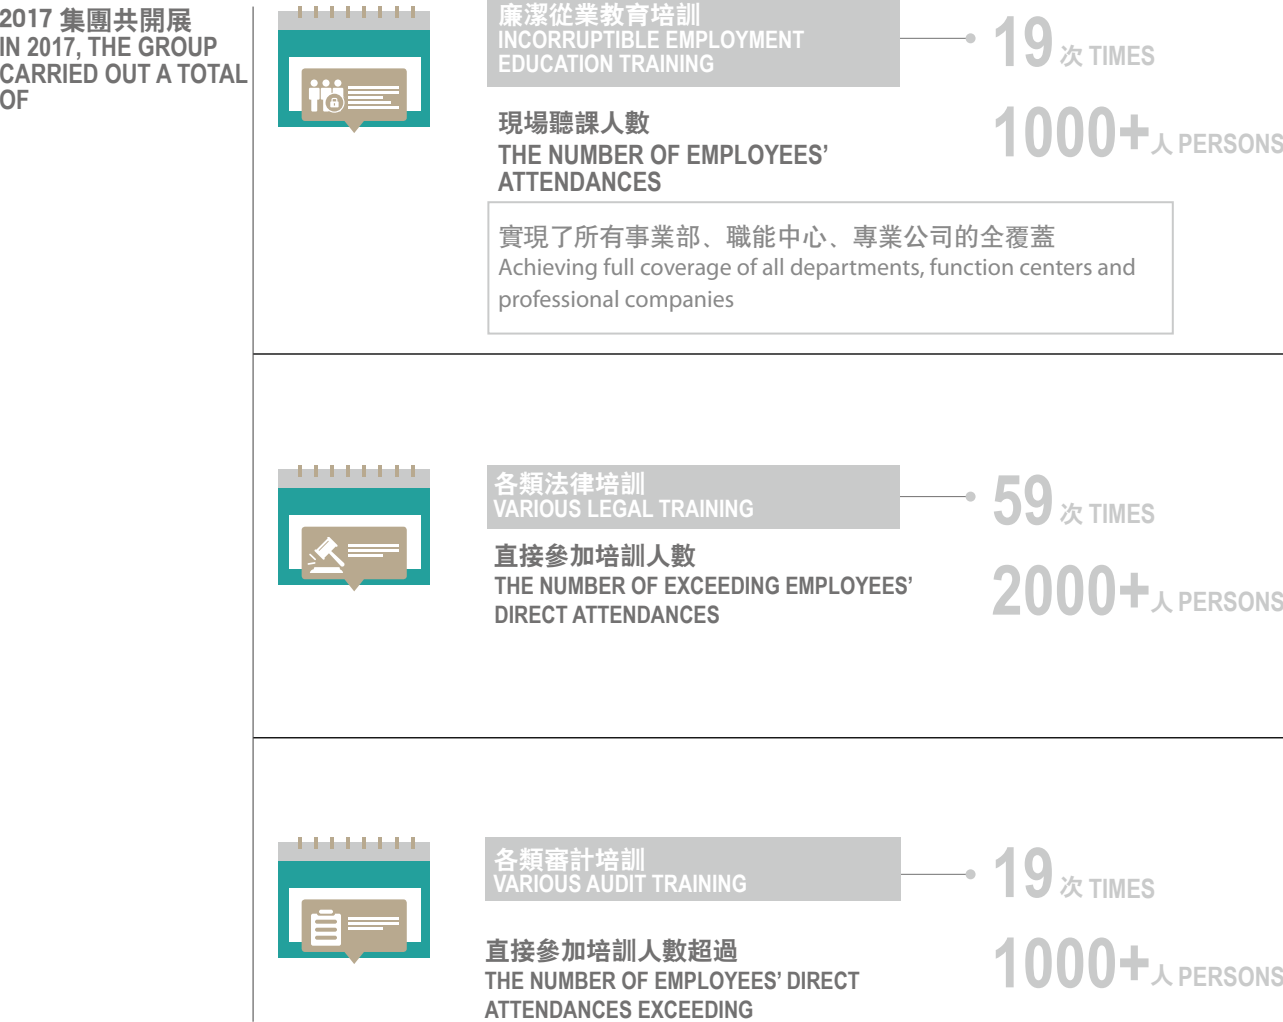 2017 集團共開展
IN 2017, THE GROUP
CARRIED OUT A TOTAL
OF
廉潔從業教育培訓
INCORRUPTIBLE EMPLOYMENT
EDUCATION TRAINING
19 次 TIMES
現場聽課人數
THE NUMBER OF EMPLOYEES’
ATTENDANCES
1000+ 人 PERSONS
實現了所有事業部、職能中心、專業公司的全覆蓋
Achieving full coverage of all departments, function centers and
professional companies
各類法律培訓
VARIOUS LEGAL TRAINING
59 次 TIMES
直接參加培訓人數
THE NUMBER OF EXCEEDING EMPLOYEES’
DIRECT ATTENDANCES
2000+ 人 PERSONS
各類審計培訓
VARIOUS AUDIT TRAINING
19 次 TIMES
直接參加培訓人數超過
THE NUMBER OF EMPLOYEES’ DIRECT
ATTENDANCES EXCEEDING
1000+ 人 PERSONS